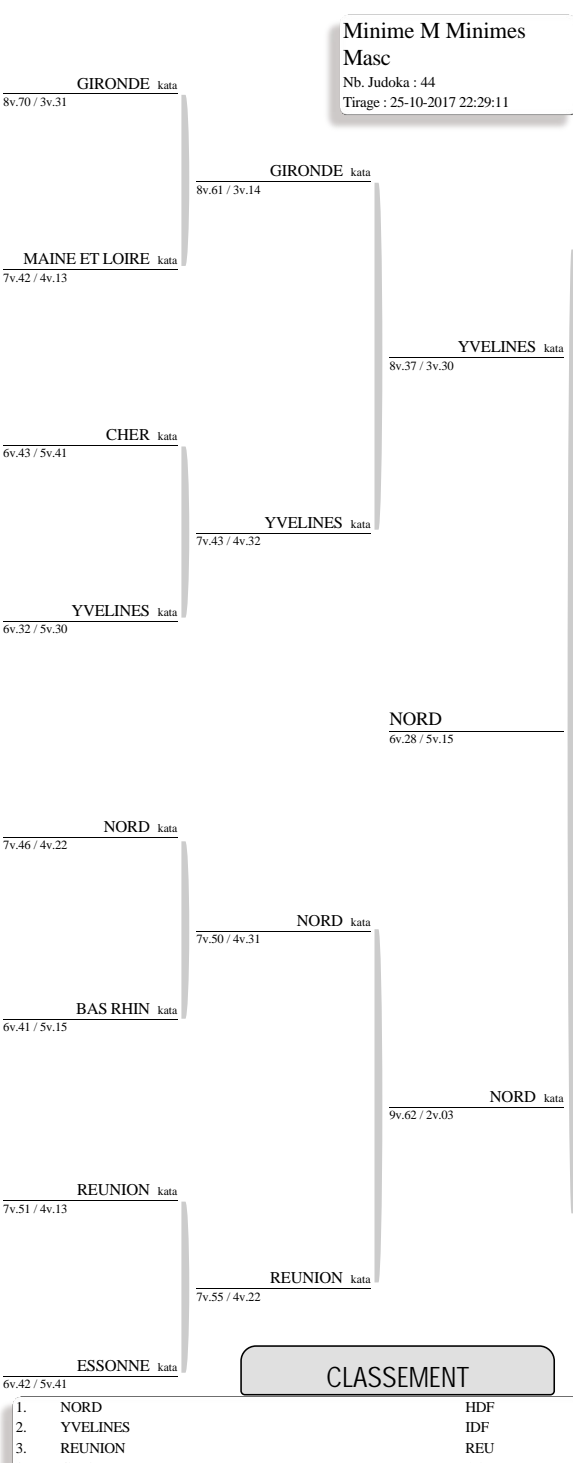 Minime M Minimes
Masc
Nb. Judoka : 44
Tirage : 25-10-2017 22:29:11
GIRONDE kata
8v.70 / 3v.31
GIRONDE kata
8v.61 / 3v.14
MAINE ET LOIRE kata
7v.42 / 4v.13
YVELINES kata
8v.37 / 3v.30
CHER kata
6v.43 / 5v.41
YVELINES kata
7v.43 / 4v.32
YVELINES kata
6v.32 / 5v.30
NORD
6v.28 / 5v.15
NORD kata
7v.46 / 4v.22
NORD kata
7v.50 / 4v.31
BAS RHIN kata
6v.41 / 5v.15
NORD kata
9v.62 / 2v.03
REUNION kata
7v.51 / 4v.13
REUNION kata
7v.55 / 4v.22
ESSONNE kata
6v.42 / 5v.41
CLASSEMENT
1. NORD HDF
2. YVELINES IDF
3. REUNION REU